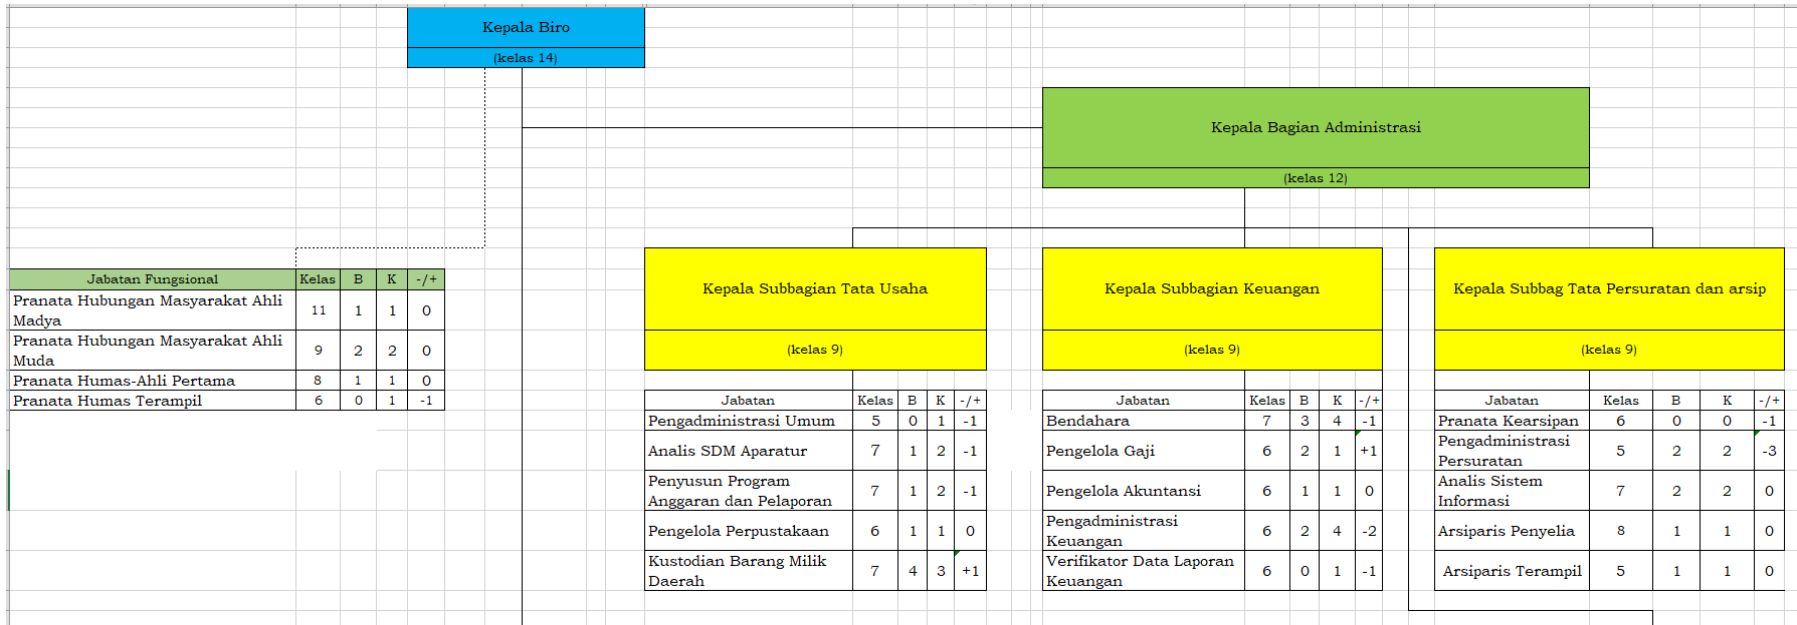 Kepala Biro
(kelas 14)
Kepala Bagian Administrasi
(kelas 12)
Jabatan Fungsional Kelas B K -/+
Pranata Hubungan Masyarakat Ahli
Madya 11 1 1 0
Pranata Hubungan Masyarakat Ahli
Muda 9 2 2 0
Pranata Humas-Ahli Pertama 8 1 1 0
Pranata Humas Terampil 6 0 1 -1
Kepala Subbagian Tata Usaha
(kelas 9)
Jabatan Kelas B K -/+
Pengadministrasi Umum 5 0 1 -1
Analis SDM Aparatur 7 1 2 -1
Penyusun Program
Anggaran dan Pelaporan 7 1 2 -1
Pengelola Perpustakaan 6 1 1 0
Kustodian Barang Milik
Daerah 7 4 3 +1
Kepala Subbagian Keuangan
(kelas 9)
Jabatan Kelas B K -/+
Bendahara 7 3 4 -1
Pengelola Gaji 6 2 1 +1
Pengelola Akuntansi 6 1 1 0
Pengadministrasi
Keuangan 6 2 4 -2
Verifikator Data Laporan
Keuangan 6 0 1 -1
Kepala Subbag Tata Persuratan dan arsip
(kelas 9)
Jabatan Kelas B K -/+
Pranata Kearsipan 6 0 0 -1
Pengadministrasi
Persuratan 5 2 2 -3
Analis Sistem
Informasi 7 2 2 0
Arsiparis Penyelia 8 1 1 0
Arsiparis Terampil 5 1 1 0